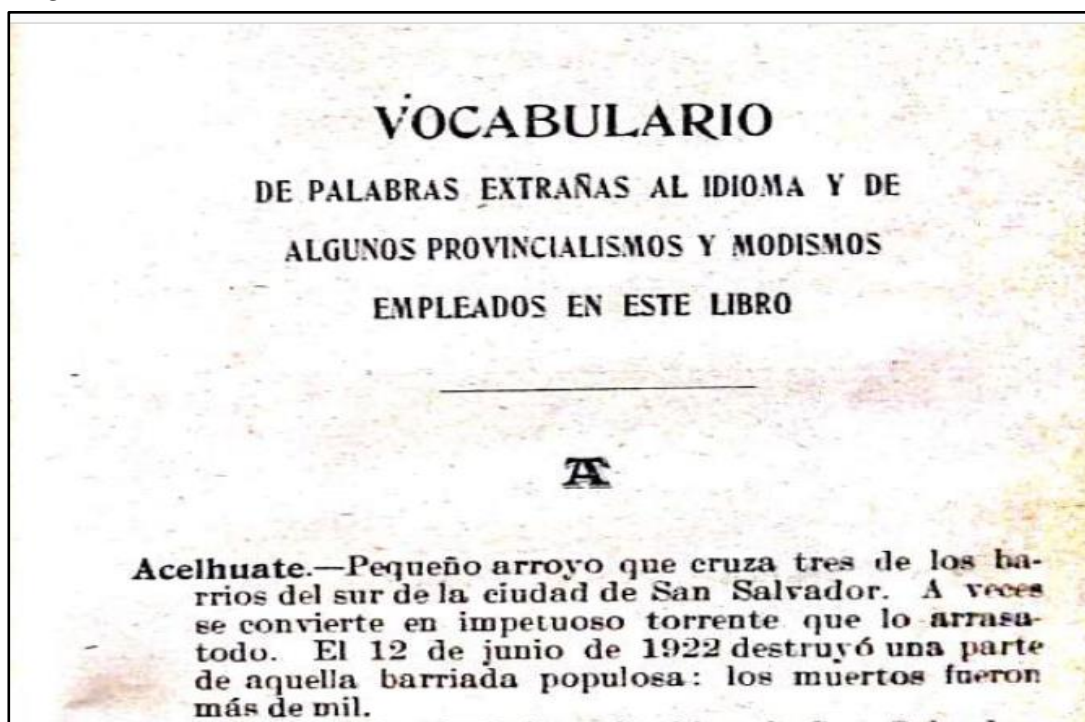 VOCABULARIO
DE PALABRAS EXTRAÑAS AL IDIOMA Y DE
ALGUNOS PROVINCIALISMOS Y MODISMOS
EMPLEADOS EN ESTE LIBRO
A
Acelhuate.—Pequeño arroyo que cruza tres de los ba-
rrios del sur de la ciudad de San Salvador. A veces
se convierte en impetuoso torrente que lo arrasa-
todo. El 12 de junio de 1922 destruyó una parte
de aquella barriada populosa: los muertos fueron
más de mil.